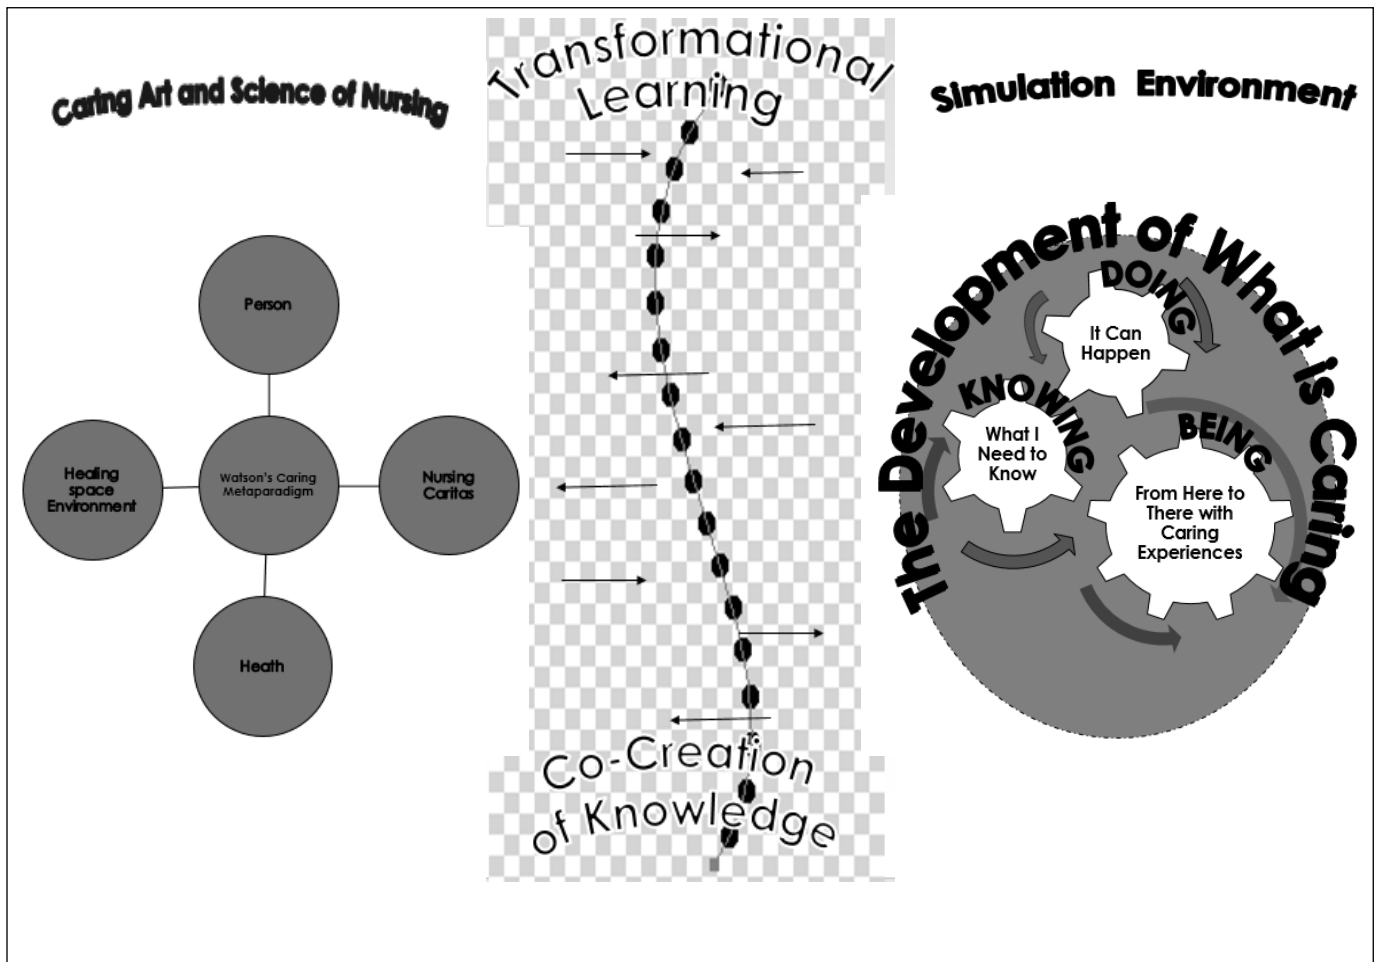 Caring Art and Science of Nursing
Person
Healing
space
Environment
Watson's Caring
Metaparadigm
Nursing
Caritas
Heath
Transformational
Learning
Co-Creation
of Knowledge
Simulation Environment
The Development of What is Caring
DOING
It Can
Happen
KNOWING
What I
Need to
Know
BEING
From Here to
There with
Caring
Experiences